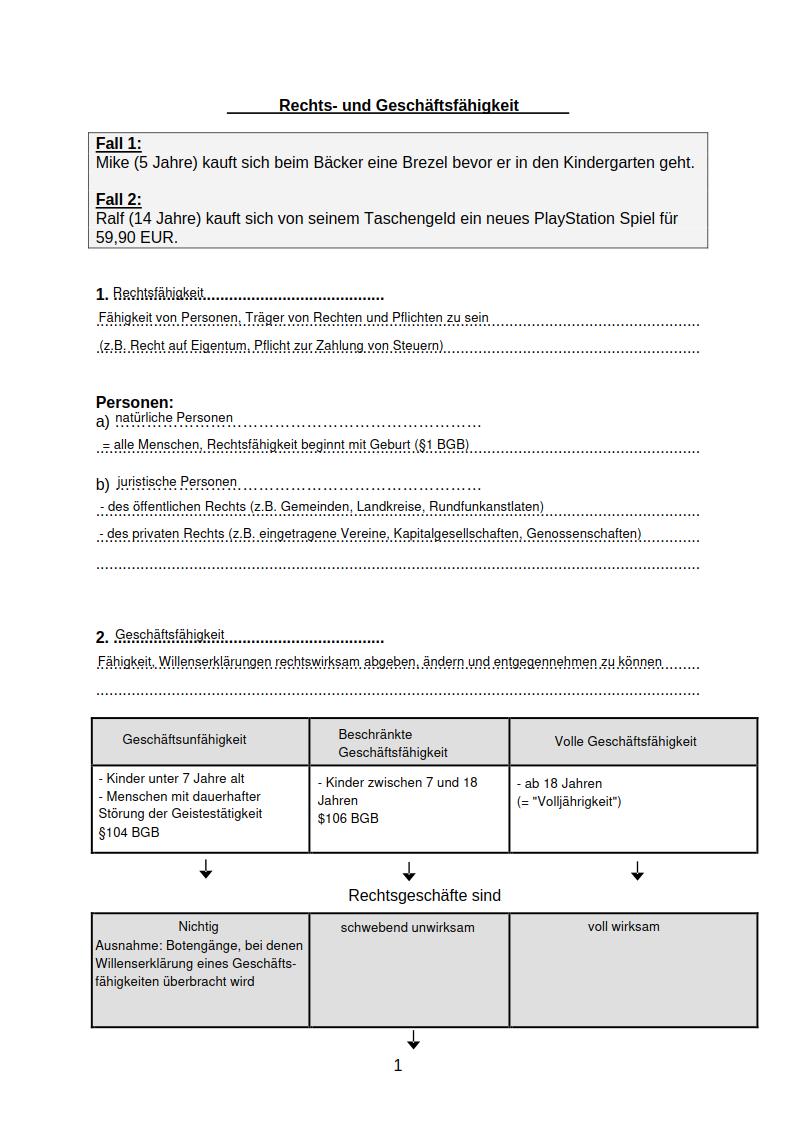 Rechts- und Geschäftsfähigkeit
Fall 1:
Mike (5 Jahre) kauft sich beim Bäcker eine Brezel bevor er in den Kindergarten geht.
Fall 2:
Ralf (14 Jahre) kauft sich von seinem Taschengeld ein neues PlayStation Spiel für
59,90 EUR.
1. Rechtsfähigkeit
Fähigkeit von Personen, Träger von Rechten und Pflichten zu sein
(z.B. Recht auf Eigentum, Pflicht zur Zahlung von Steuern)
Personen:
a) natürliche Personen
= alle Menschen, Rechtsfähigkeit beginnt mit Geburt (§1 BGB)
b) juristische Personen
- des öffentlichen Rechts (z.B. Gemeinden, Landkreise, Rundfunkanstlaten)
- des privaten Rechts (z.B. eingetragene Vereine, Kapitalgesellschaften, Genossenschaften)
2. Geschäftsfähigkeit
Fähigkeit, Willenserklärungen rechtswirksam abgeben, ändern und entgegennehmen zu können
Geschäftsunfähigkeit
Beschränkte
Geschäftsfähigkeit
Volle Geschäftsfähigkeit
- Kinder unter 7 Jahre alt
- Menschen mit dauerhafter
Störung der Geistestätigkeit
§104 BGB
- Kinder zwischen 7 und 18
Jahren
$106 BGB
- ab 18 Jahren
(= "Volljährigkeit")
Rechtsgeschäfte sind
Nichtig
Ausnahme: Botengänge, bei denen
Willenserklärung eines Geschäfts-
fähigkeiten überbracht wird
schwebend unwirksam
voll wirksam
1